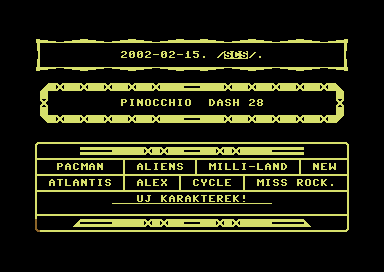 2002-02-15. /SCS/.
PINOCCHIO DASH 28
PACMAN ALIENS MILLI-LAND NEW
ATLANTIS ALEX CYCLE MISS ROCK.
UJ KARAKTEREK!